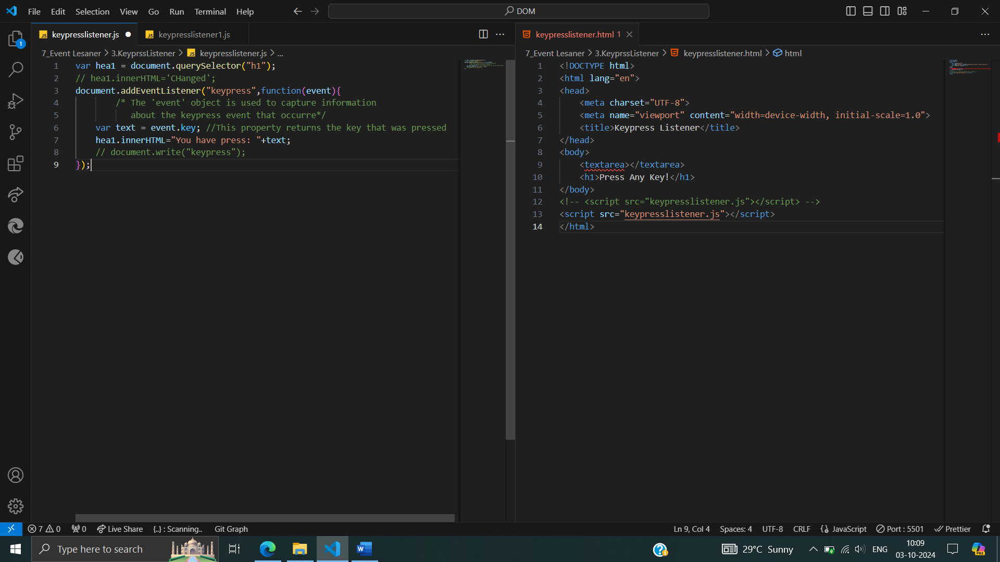 File Edit Selection View Go Run Terminal Help
DOM
keypresslistener.js
keypresslistener1.js
7_Event Lesaner > 3.KeyprssListener > keypresslistener.js > ...
1 var hea1 = document.querySelector("h1");
2 // hea1.innerHTML='CHanged';
3 document.addEventListener("keypress",function(event){
4 /* The 'event' object is used to capture information
5 about the keypress event that occurre*/
6 var text = event.key; //This property returns the key that was pressed
7 hea1.innerHTML="You have press: "+text;
8 // document.write("keypress");
9 });
keypresslistener.html 1
7_Event Lesaner > 3.KeyprssListener > keypresslistener.html > html
1 <!DOCTYPE html>
2 <html lang="en">
3 <head>
4 <meta charset="UTF-8">
5 <meta name="viewport" content="width=device-width, initial-scale=1.0">
6 <title>Keypress Listener</title>
7 </head>
8 <body>
9 <textarea></textarea>
10 <h1>Press Any Key!</h1>
11 </body>
12 <!-- <script src="keypresslistener.js"></script> -->
13 <script src="keypresslistener.js"></script>
14 </html>
1
7 0 0 Live Share {..} : Scanning.. Git Graph
Ln 9, Col 4 Spaces: 4 UTF-8 CRLF JavaScript Port : 5501 Prettier
Type here to search
29°C Sunny
ENG
10:09
03-10-2024
PRE